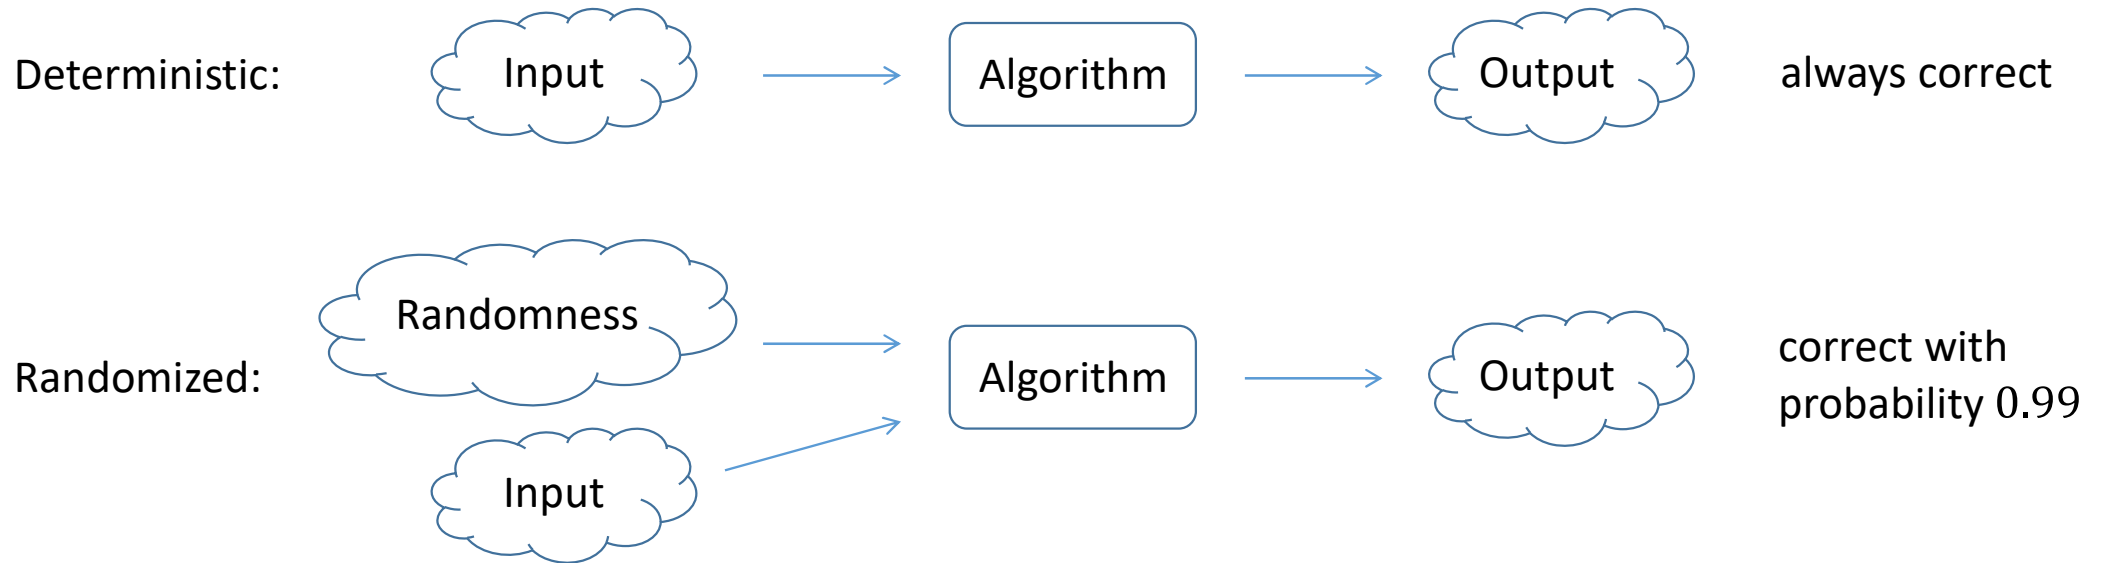 Deterministic:
Input
Algorithm
Output
always correct
Randomized:
Randomness
Input
Algorithm
Output
correct with
probability 0.99